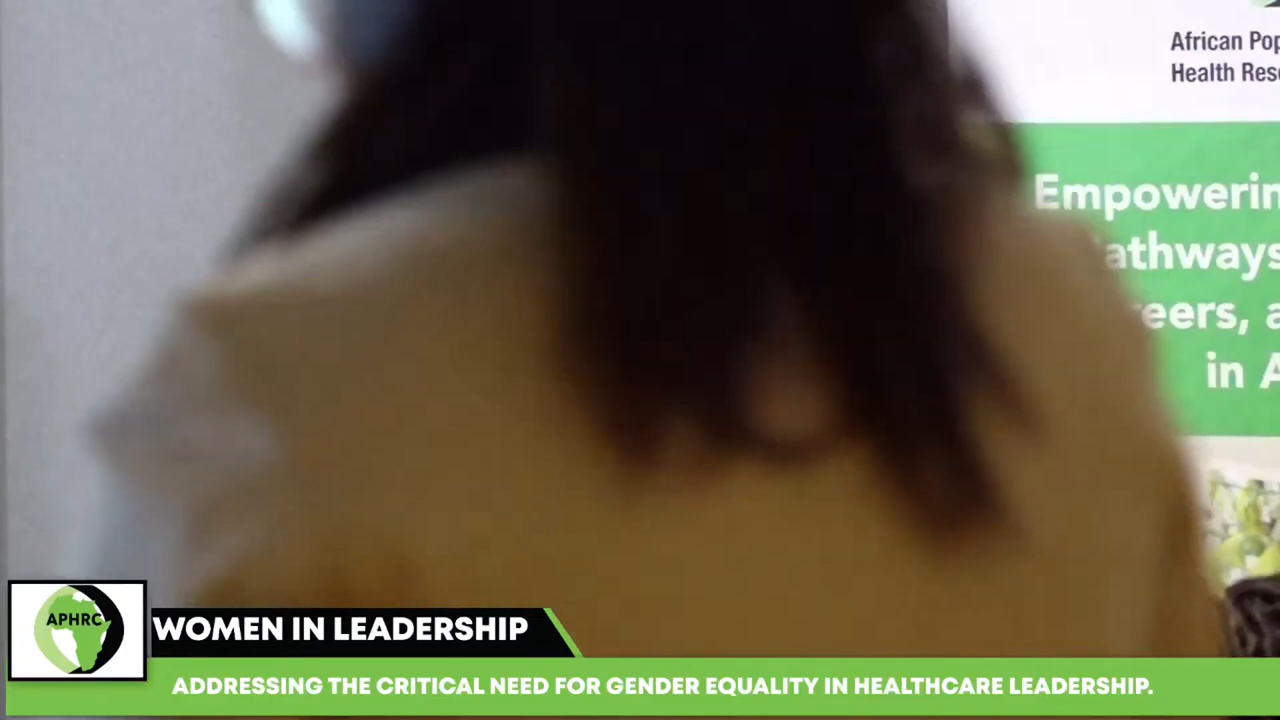 African Pop
Health Res
Empowerin
athways
eers, a
in A
APHRC
WOMEN IN LEADERSHIP
ADDRESSING THE CRITICAL NEED FOR GENDER EQUALITY IN HEALTHCARE LEADERSHIP.